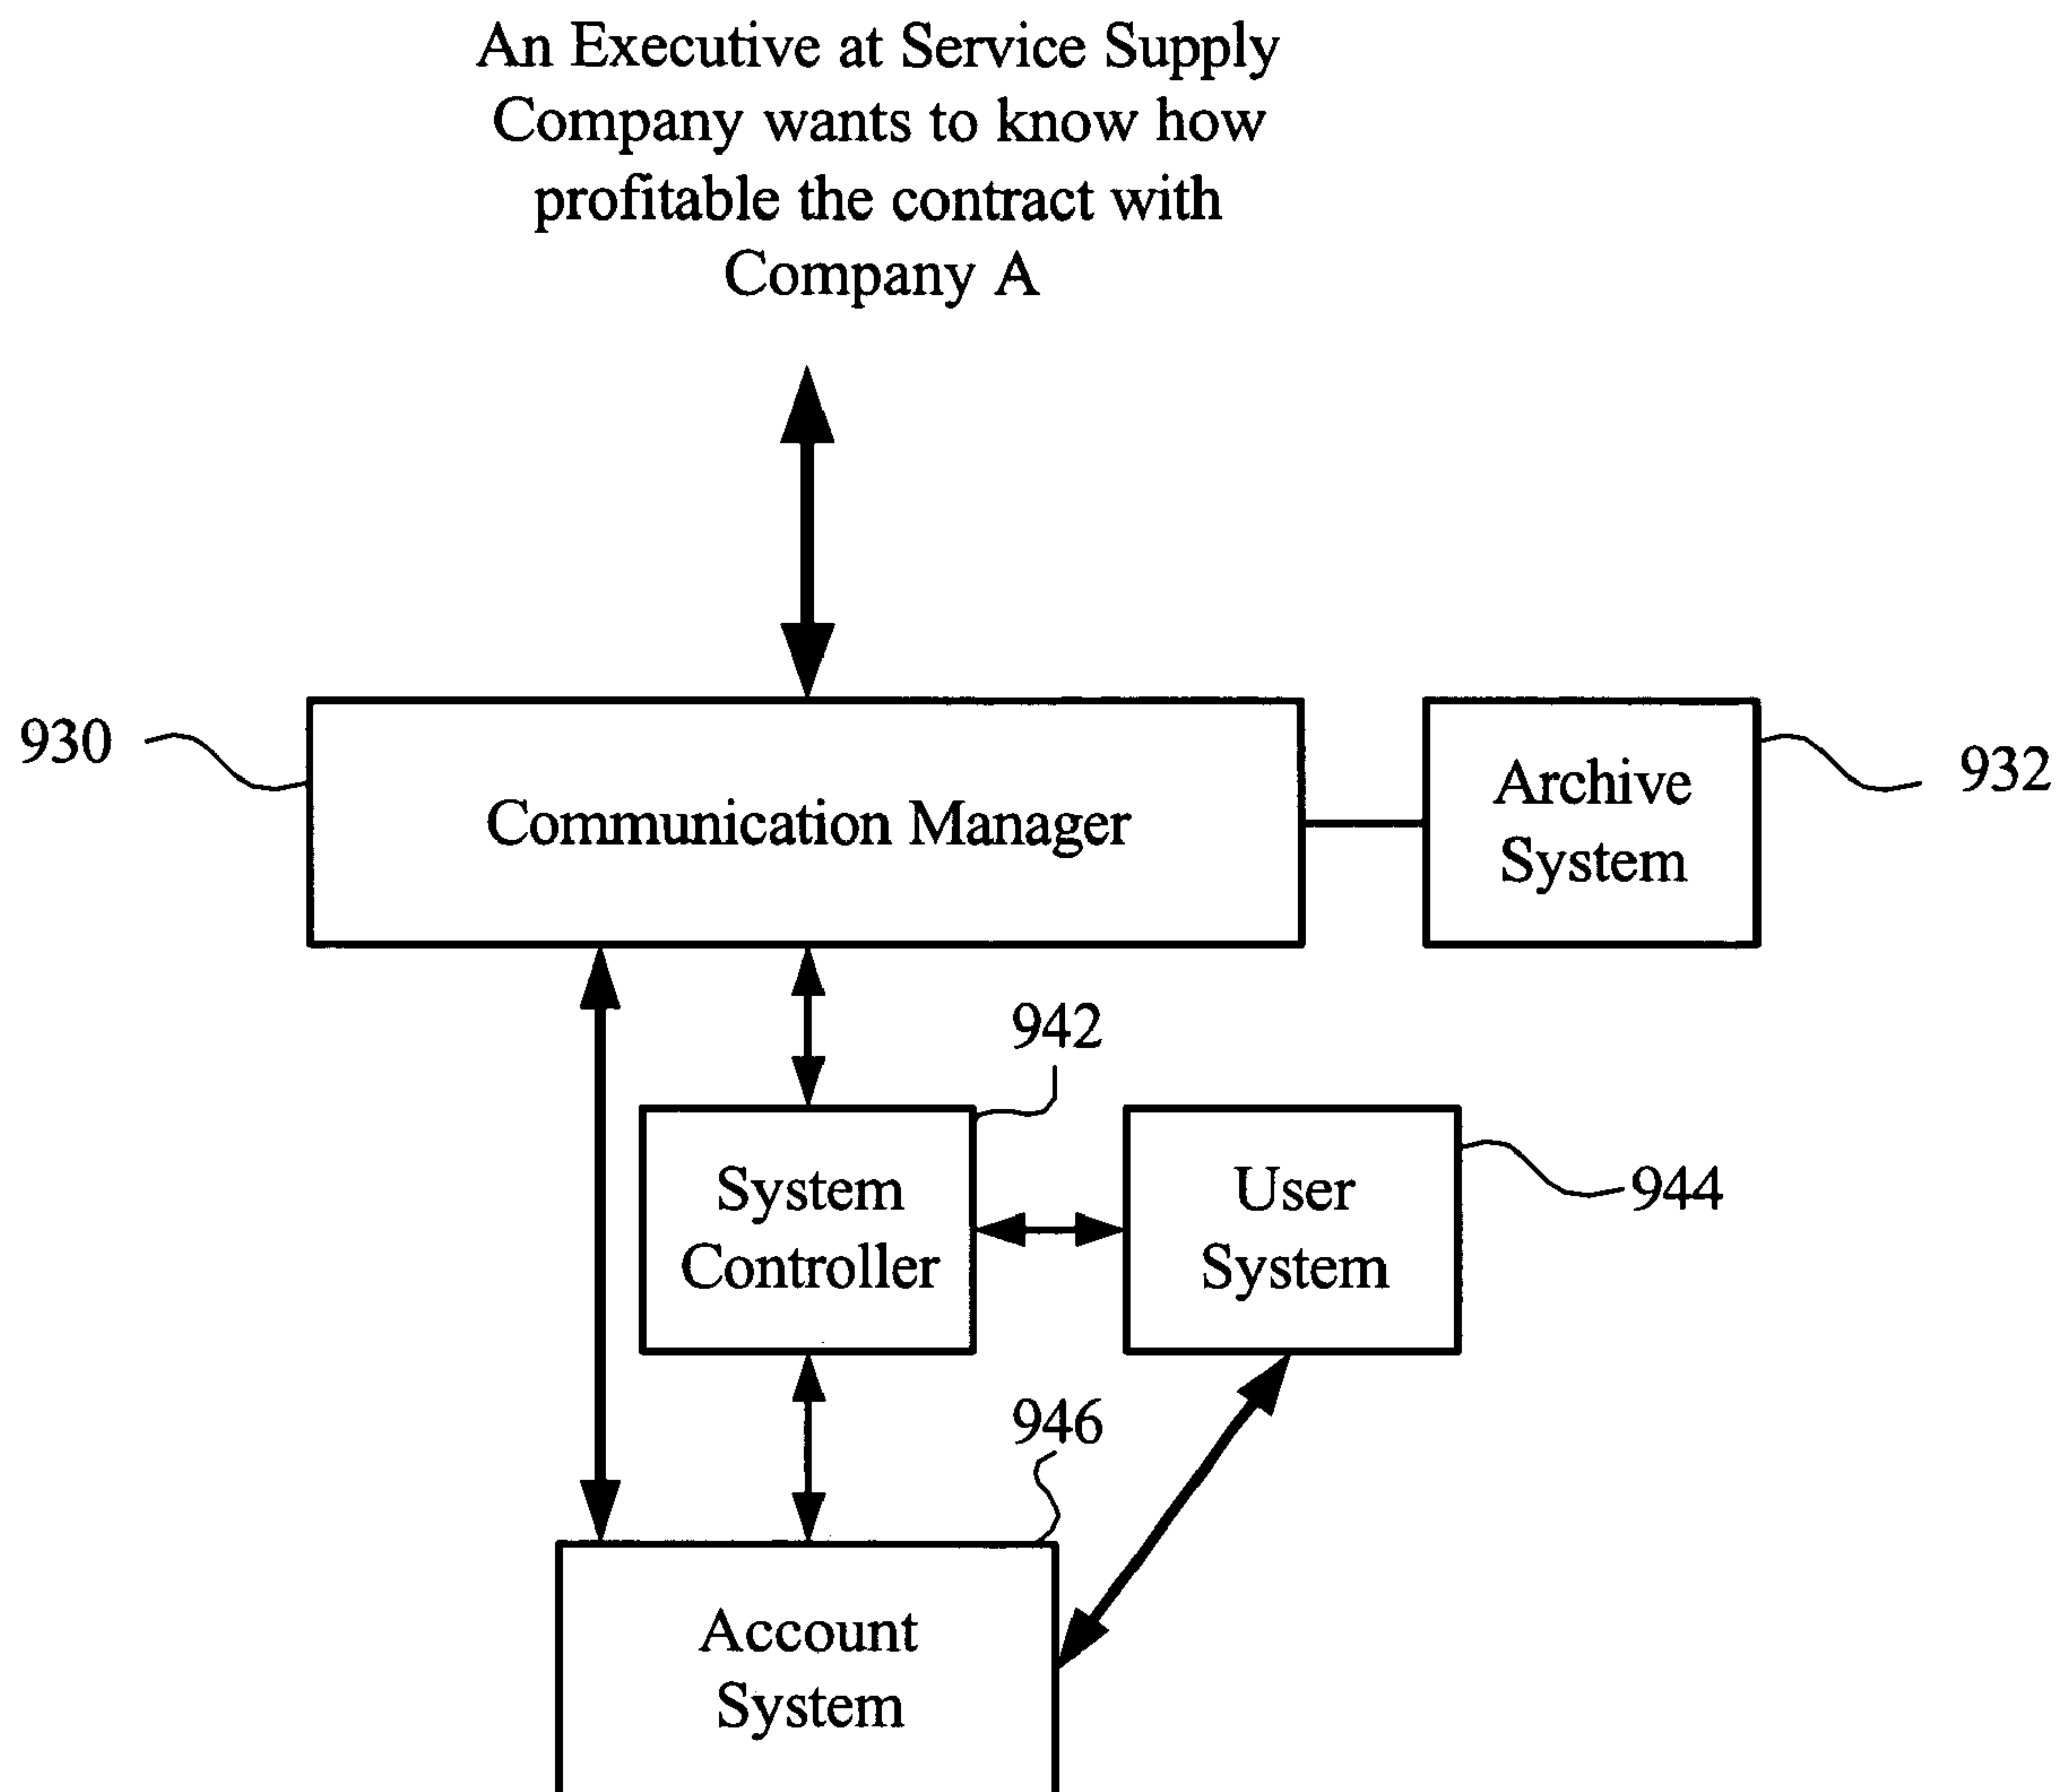 An Executive at Service Supply
Company wants to know how
profitable the contract with
Company A
930
Communication Manager
Archive
System
932
942
System
Controller
User
System
944
946
Account
System